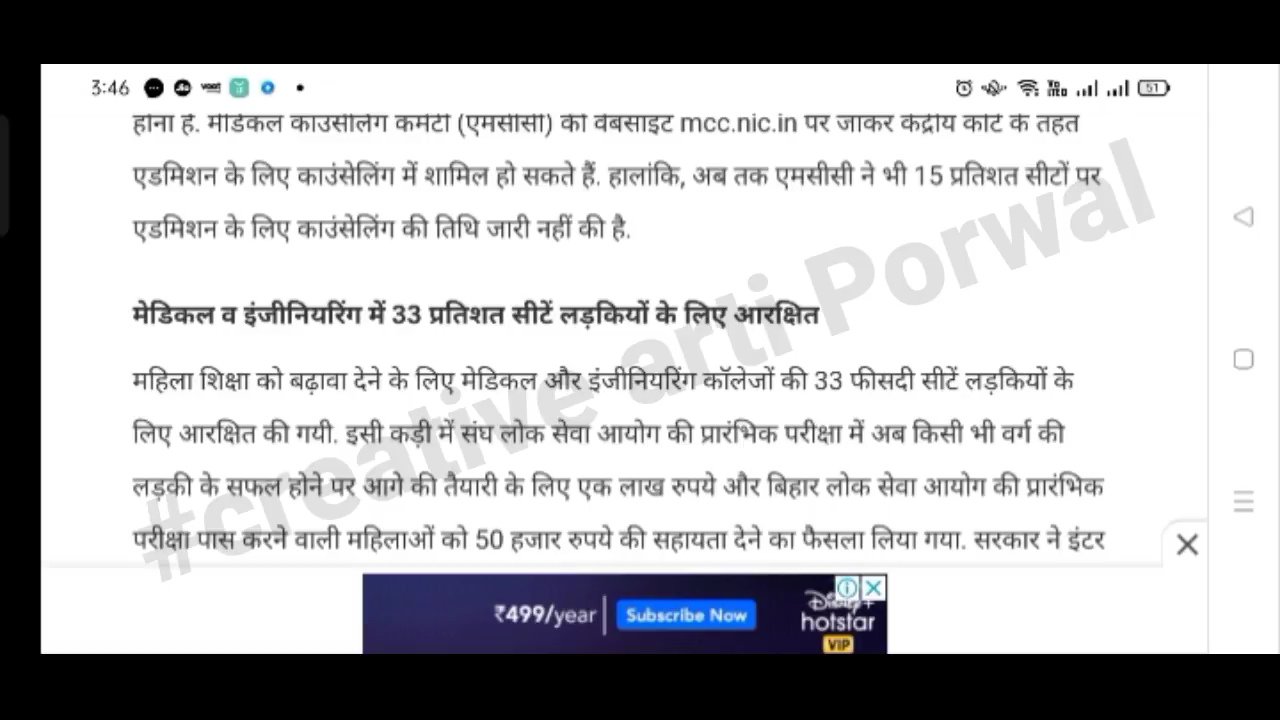 3:46
voot
51
होना है. मेडिकल काउंसेलिंग कमेटी (एमसीसी) की वेबसाइट mcc.nic.in पर जाकर केंद्रीय कोटे के तहत
एडमिशन के लिए काउंसेलिंग में शामिल हो सकते हैं. हालांकि, अब तक एमसीसी ने भी 15 प्रतिशत सीटों पर
एडमिशन के लिए काउंसेलिंग की तिथि जारी नहीं की है.
मेडिकल व इंजीनियरिंग में 33 प्रतिशत सीटें लड़कियों के लिए आरक्षित
महिला शिक्षा को बढ़ावा देने के लिए मेडिकल और इंजीनियरिंग कॉलेजों की 33 फीसदी सीटें लड़कियों के
लिए आरक्षित की गयी. इसी कड़ी में संघ लोक सेवा आयोग की प्रारंभिक परीक्षा में अब किसी भी वर्ग की
लड़की के सफल होने पर आगे की तैयारी के लिए एक लाख रुपये और बिहार लोक सेवा आयोग की प्रारंभिक
परीक्षा पास करने वाली महिलाओं को 50 हजार रुपये की सहायता देने का फैसला लिया गया. सरकार ने इंटर
#creative arti Porwal
₹499/year
Subscribe Now
Disney+
hotstar
VIP